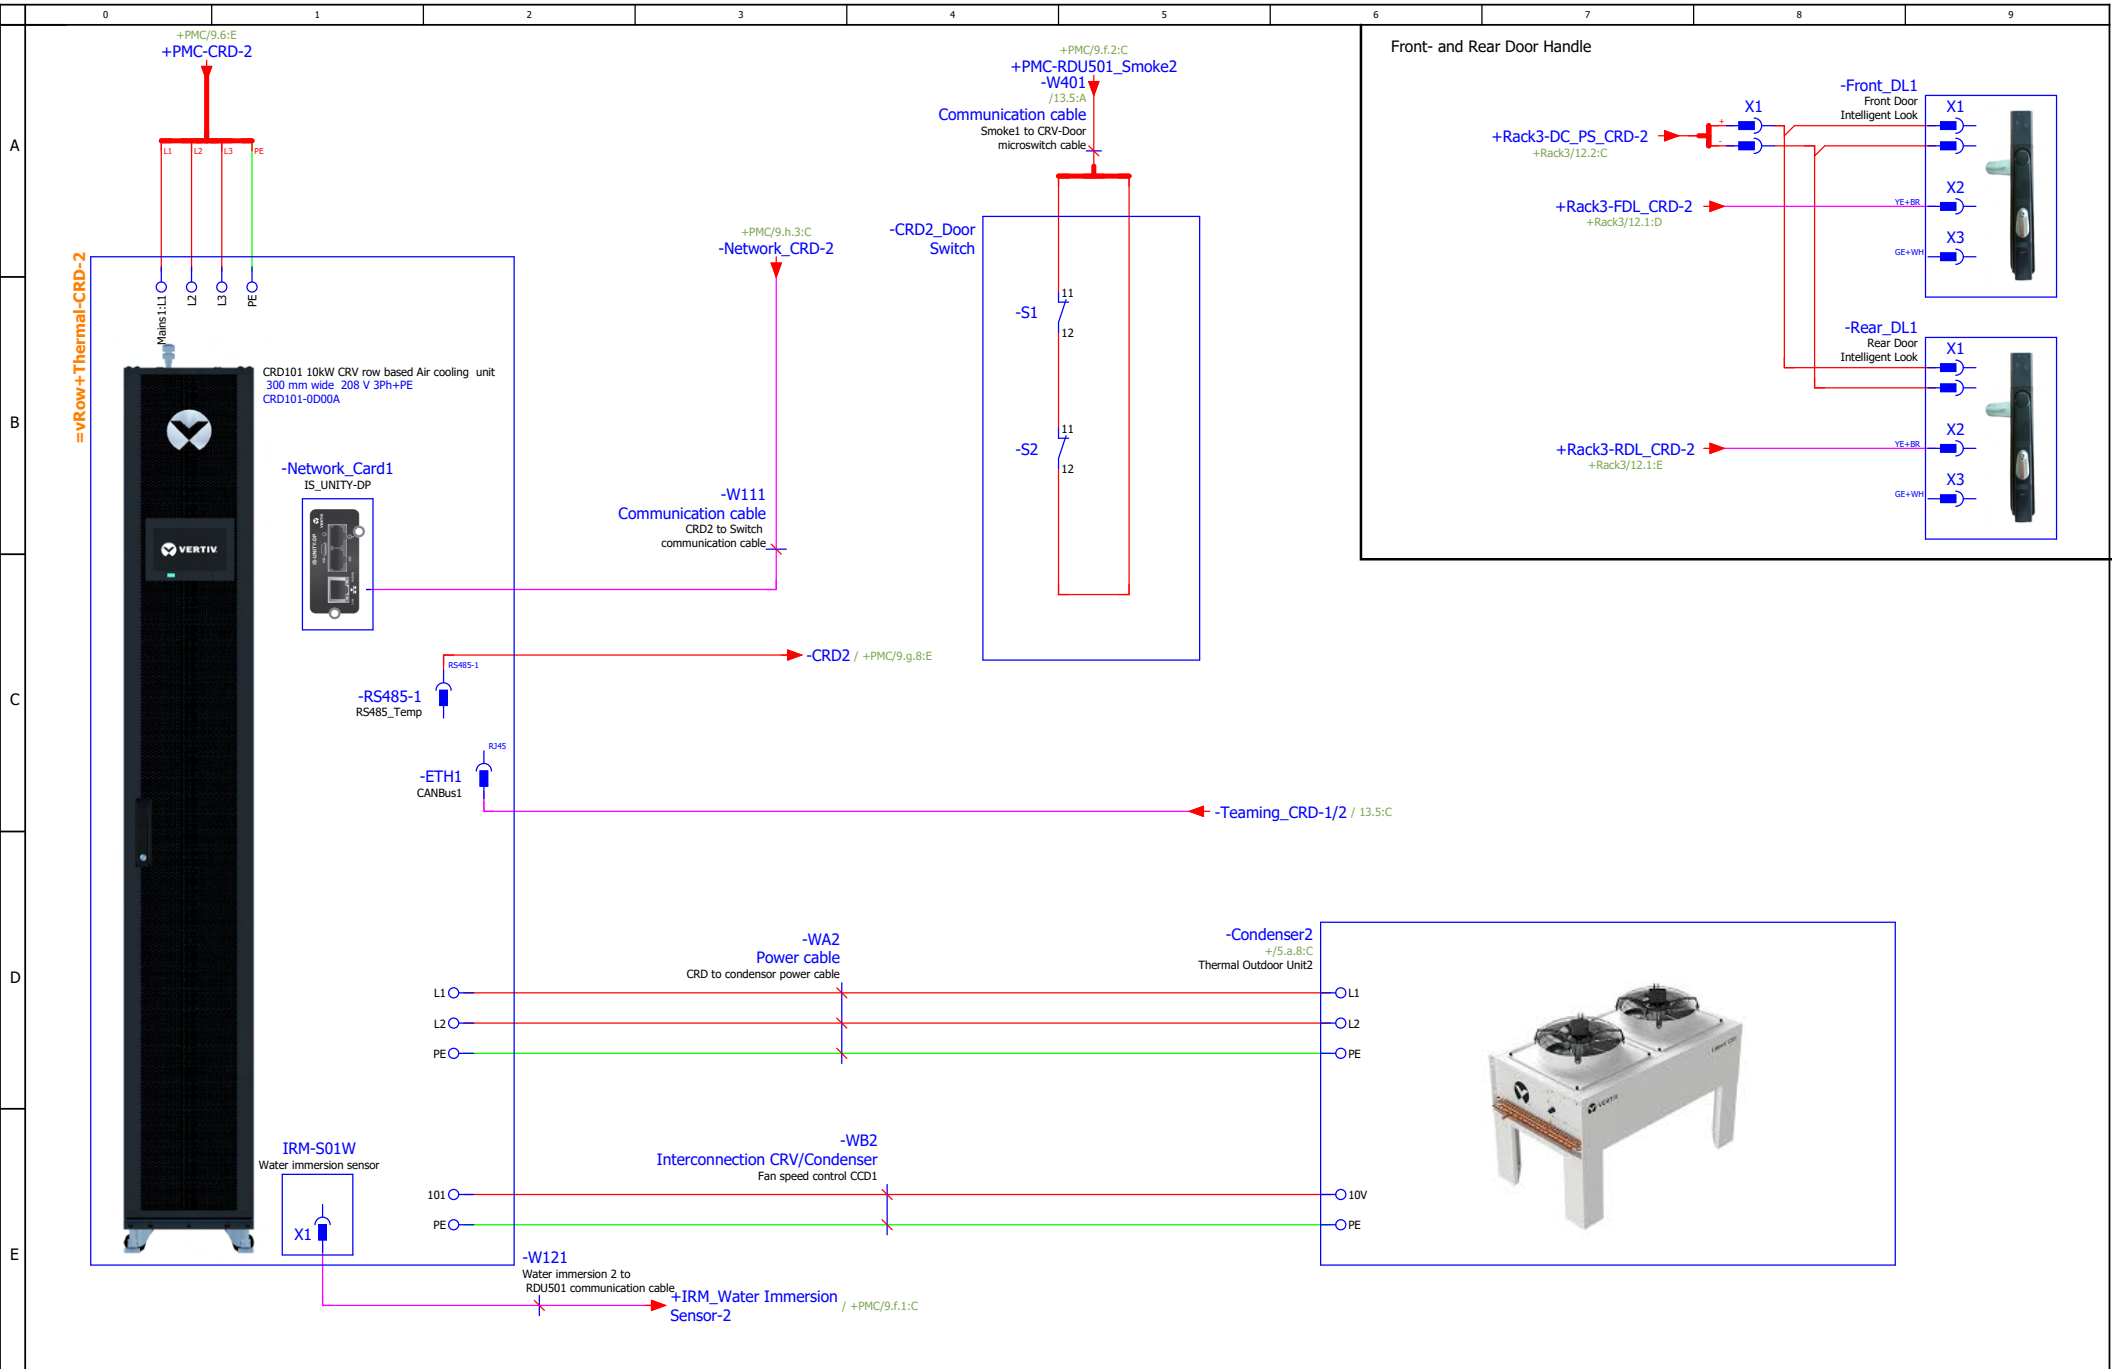 0 1 2 3 4 5 6 7 8 9
A
B
C
D
E
+PMC/9.6:E
+PMC-CRD-2
L1 L2 L3 PE
=vRow+Thermal-CRD-2
Mains1:L1
L2
L3
PE
CRD101 10kW CRV row based Air cooling unit
300 mm wide 208 V 3Ph+PE
CRD101-0D00A
VERTIV.
-Network_Card1
IS_UNITY-DP
VERTIV
IS-UNITY-DP
+PMC/9.h.3:C
-Network_CRD-2
-W111
Communication cable
CRD2 to Switch
communication cable
+PMC/9.f.2:C
+PMC-RDU501_Smoke2
-W401
/13.5:A
Communication cable
Smoke1 to CRV-Door
microswitch cable
-CRD2_Door
Switch
-S1
11
12
-S2
11
12
Front- and Rear Door Handle
+Rack3-DC_PS_CRD-2
+Rack3/12.2:C
+
-
X1
-Front_DL1
Front Door
Intelligent Look
X1
+Rack3-FDL_CRD-2
+Rack3/12.1:D
YE+BR
X2
GE+WH
X3
-Rear_DL1
Rear Door
Intelligent Look
X1
+Rack3-RDL_CRD-2
+Rack3/12.1:E
YE+BR
X2
GE+WH
X3
RS485-1
-RS485-1
RS485_Temp
-CRD2 / +PMC/9.g.8:E
RJ45
-ETH1
CANBus1
-Teaming_CRD-1/2 / 13.5:C
-WA2
Power cable
CRD to condensor power cable
L1
L2
PE
-Condenser2
+/5.a.8:C
Thermal Outdoor Unit2
L1
L2
PE
VERTIV
-WB2
Interconnection CRV/Condenser
Fan speed control CCD1
101
PE
10V
PE
IRM-S01W
Water immersion sensor
X1
-W121
Water immersion 2 to
RDU501 communication cable
+IRM_Water Immersion
Sensor-2
/ +PMC/9.f.1:C